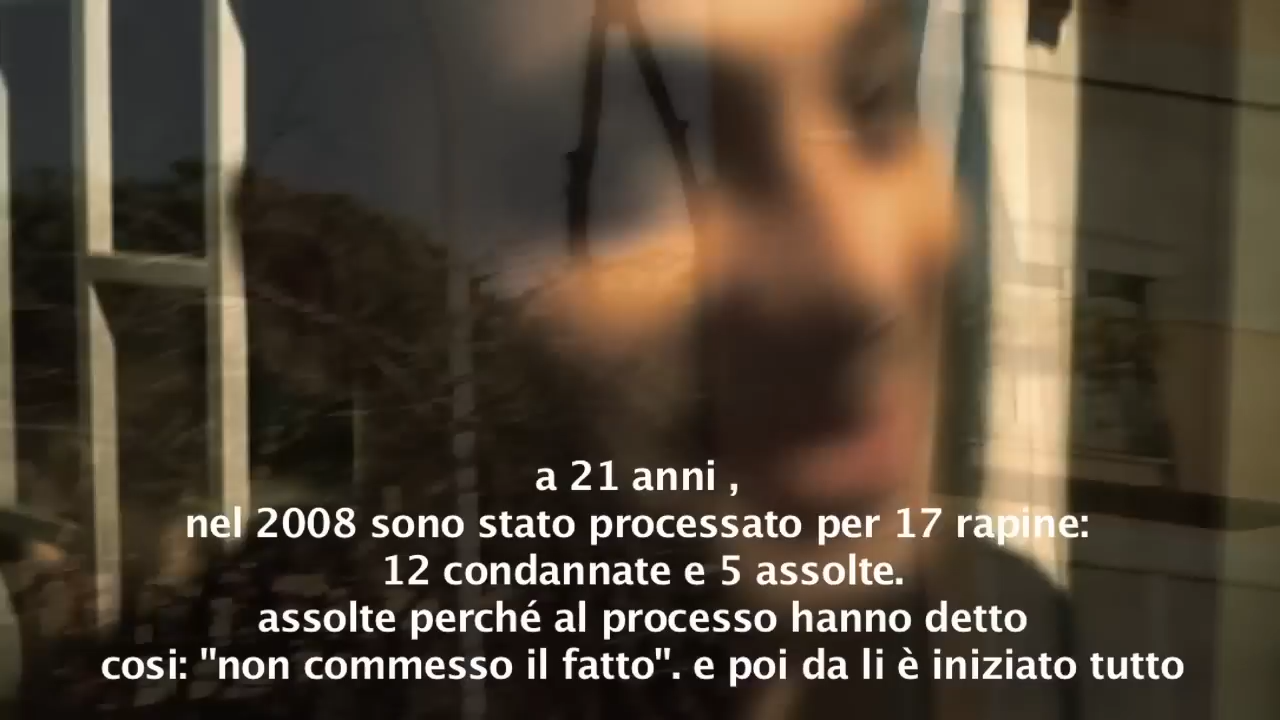 a 21 anni ,
nel 2008 sono stato processato per 17 rapine:
12 condannate e 5 assolte.
assolte perché al processo hanno detto
cosi: "non commesso il fatto". e poi da li è iniziato tutto